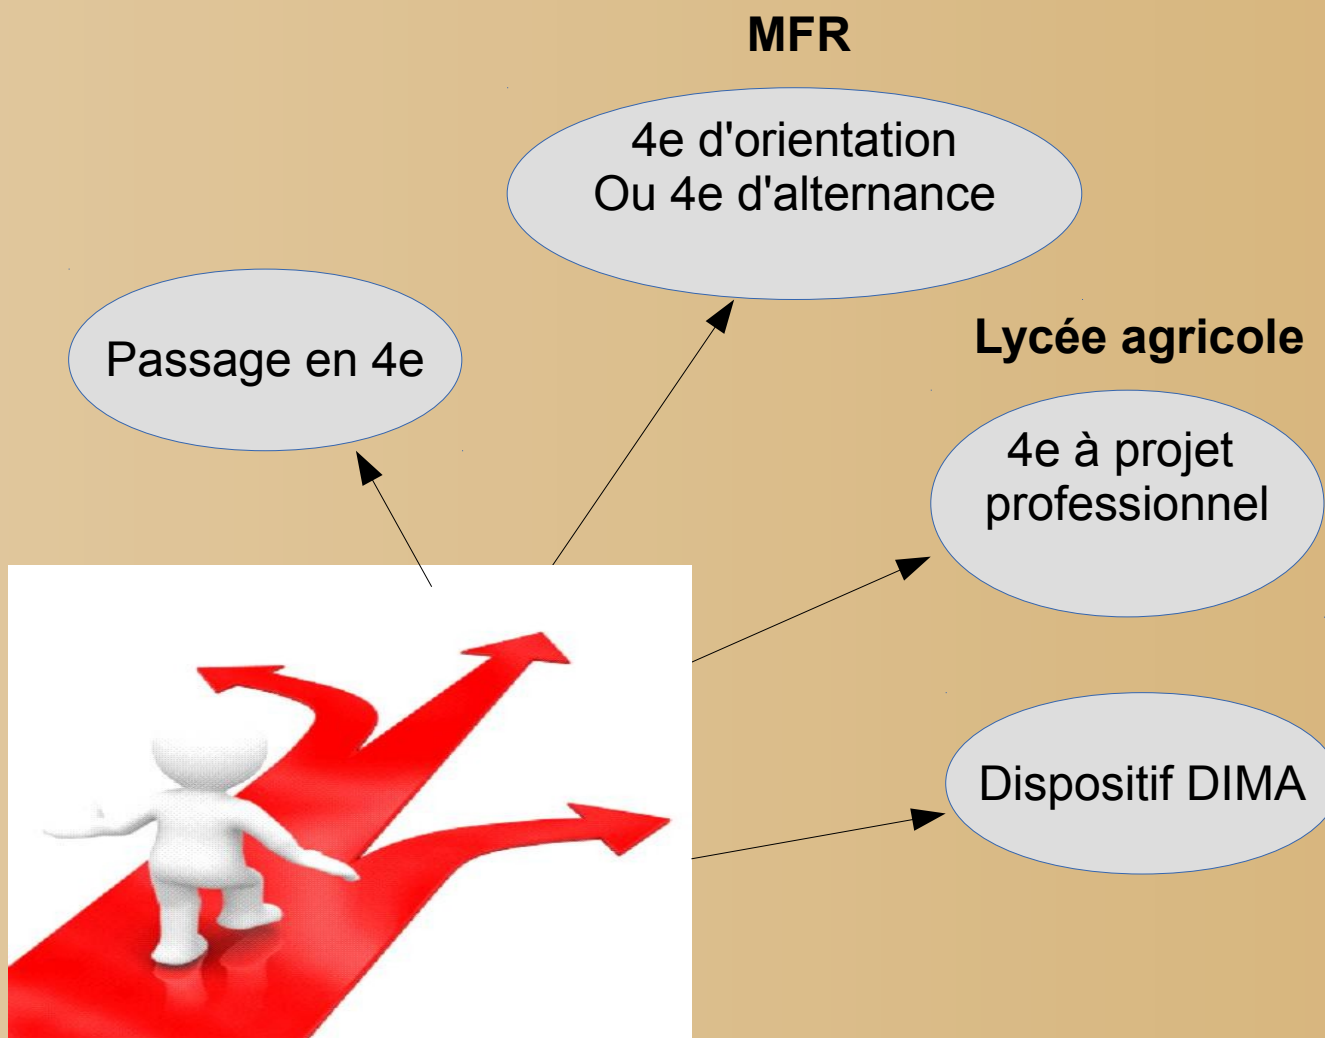 MFR
4e d'orientation
Ou 4e d'alternance
Passage en 4e
Lycée agricole
4e à projet
professionnel
Dispositif DIMA